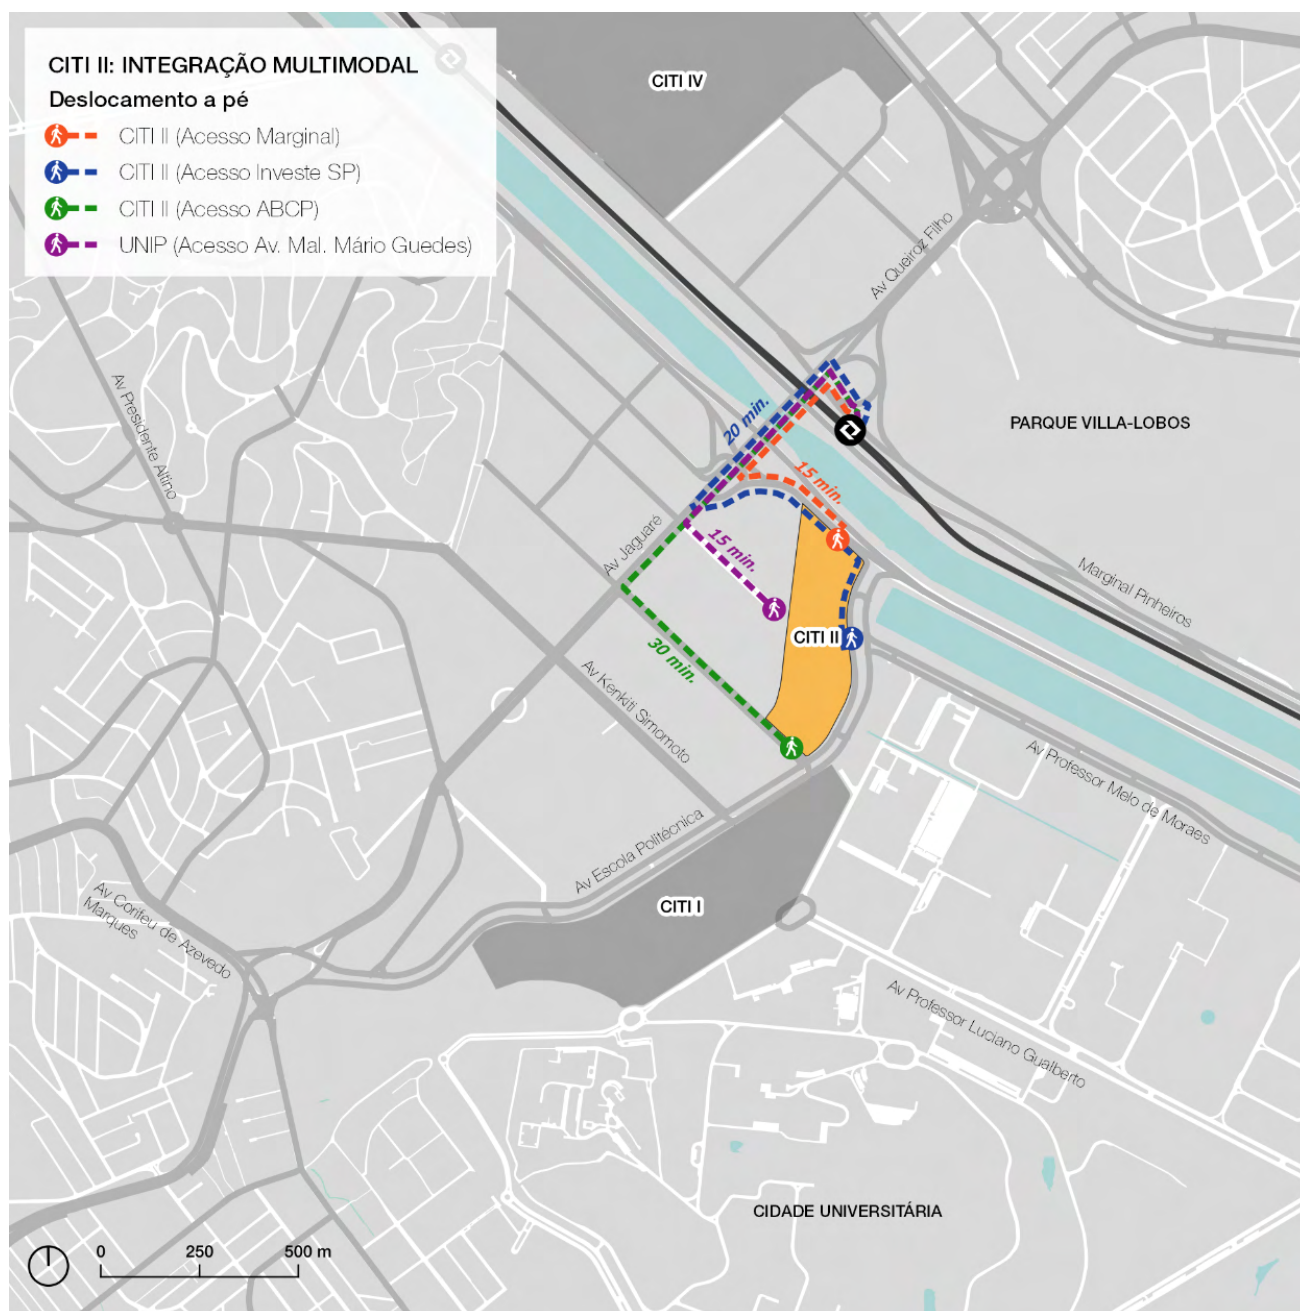 CITI II: INTEGRAÇÃO MULTIMODAL
Deslocamento a pé
CITI II (Acesso Marginal)
CITI II (Acesso Investe SP)
CITI II (Acesso ABCP)
UNIP (Acesso Av. Mal. Mário Guedes)
CITI IV
Av Queiroz Filho
Av Presidente Altino
20 min.
PARQUE VILLA-LOBOS
15 min.
Av Jaguaré
15 min.
Marginal Pinheiros
CITI II
30 min.
Av Kenkiti Simomoto
Av Professor Melo de Moraes
Av Escola Politécnica
CITI I
Av Corifeu de Azevedo
Marques
Av Professor Luciano Gualberto
CIDADE UNIVERSITÁRIA
0 250 500 m